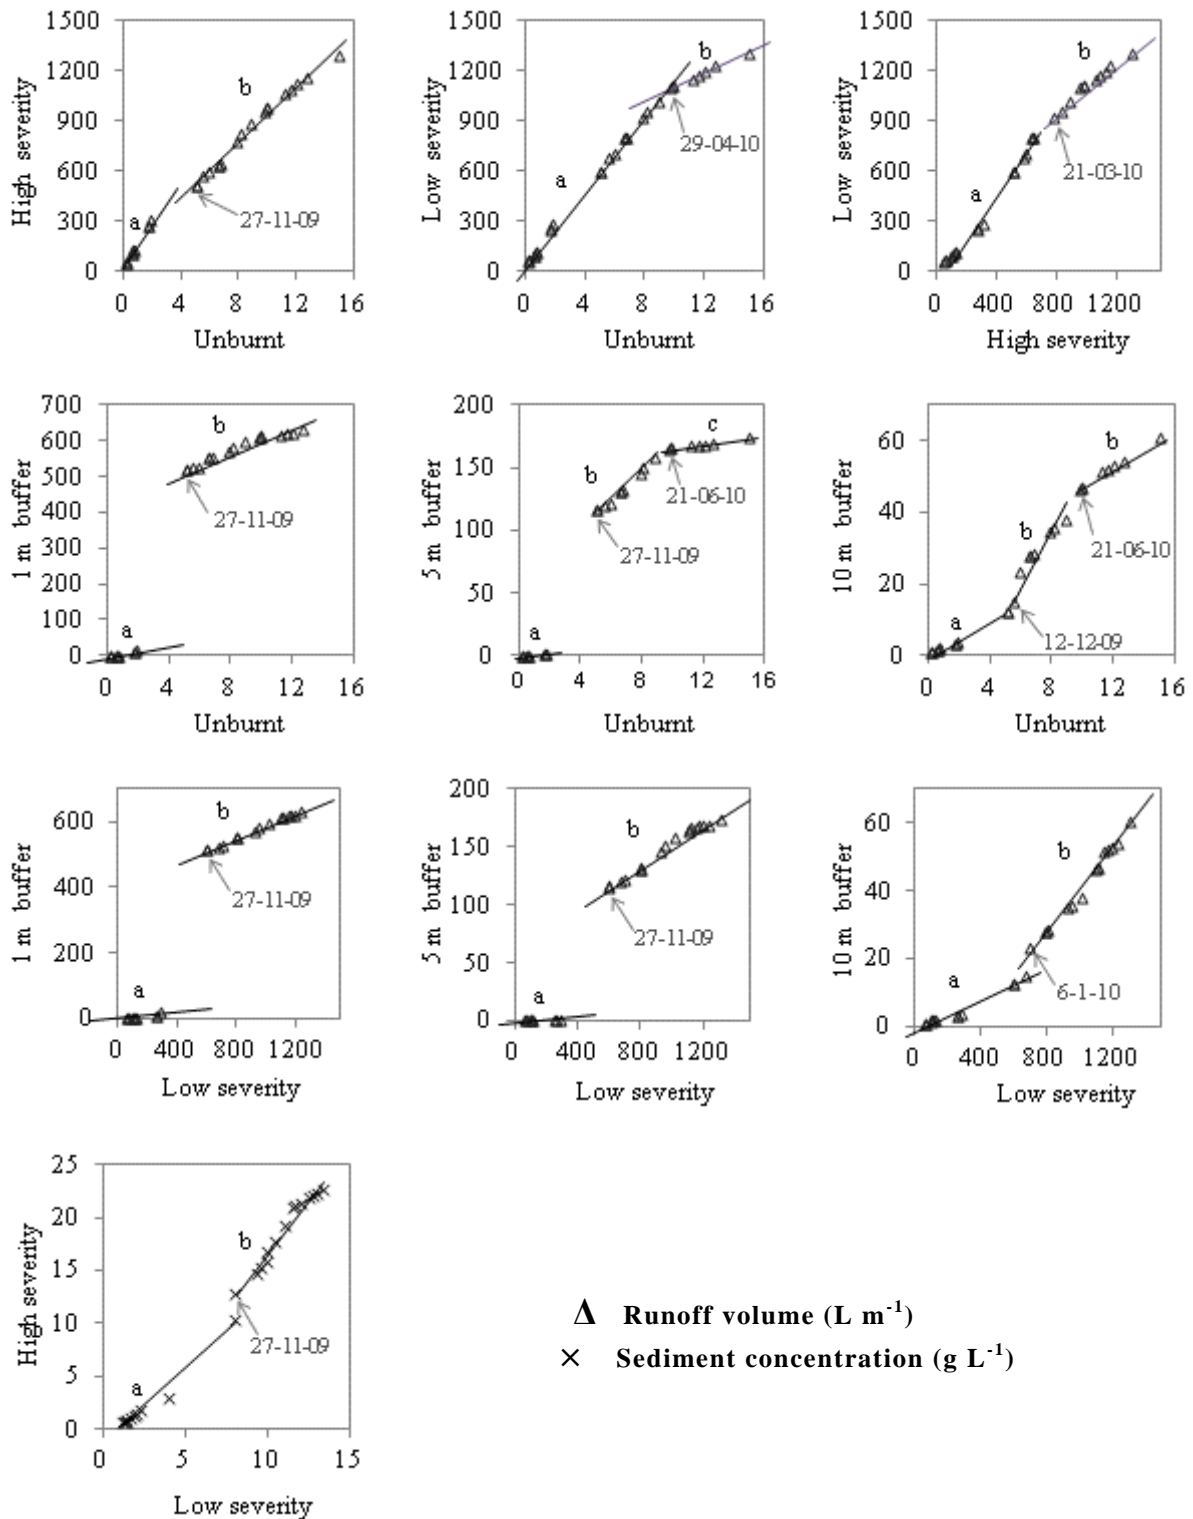 1500
1200
900
600
300
0
High severity
a
b
27-11-09
0 4 8 12 16
Unburnt
1500
1200
900
600
300
0
Low severity
a
b
29-04-10
0 4 8 12 16
Unburnt
1500
1200
900
600
300
0
Low severity
a
b
21-03-10
0 400 800 1200
High severity
700
600
500
400
300
200
100
0
1 m buffer
a
b
27-11-09
0 4 8 12 16
Unburnt
200
150
100
50
0
5 m buffer
a
b
c
27-11-09
21-06-10
0 4 8 12 16
Unburnt
60
40
20
0
10 m buffer
a
b
b
12-12-09
21-06-10
0 4 8 12 16
Unburnt
600
400
200
0
1 m buffer
a
b
27-11-09
0 400 800 1200
Low severity
200
150
100
50
0
5 m buffer
a
b
27-11-09
0 400 800 1200
Low severity
60
40
20
0
10 m buffer
a
b
6-1-10
0 400 800 1200
Low severity
25
20
15
10
5
0
High severity
a
b
27-11-09
0 5 10 15
Low severity
Δ Runoff volume (L m⁻¹)
× Sediment concentration (g L⁻¹)